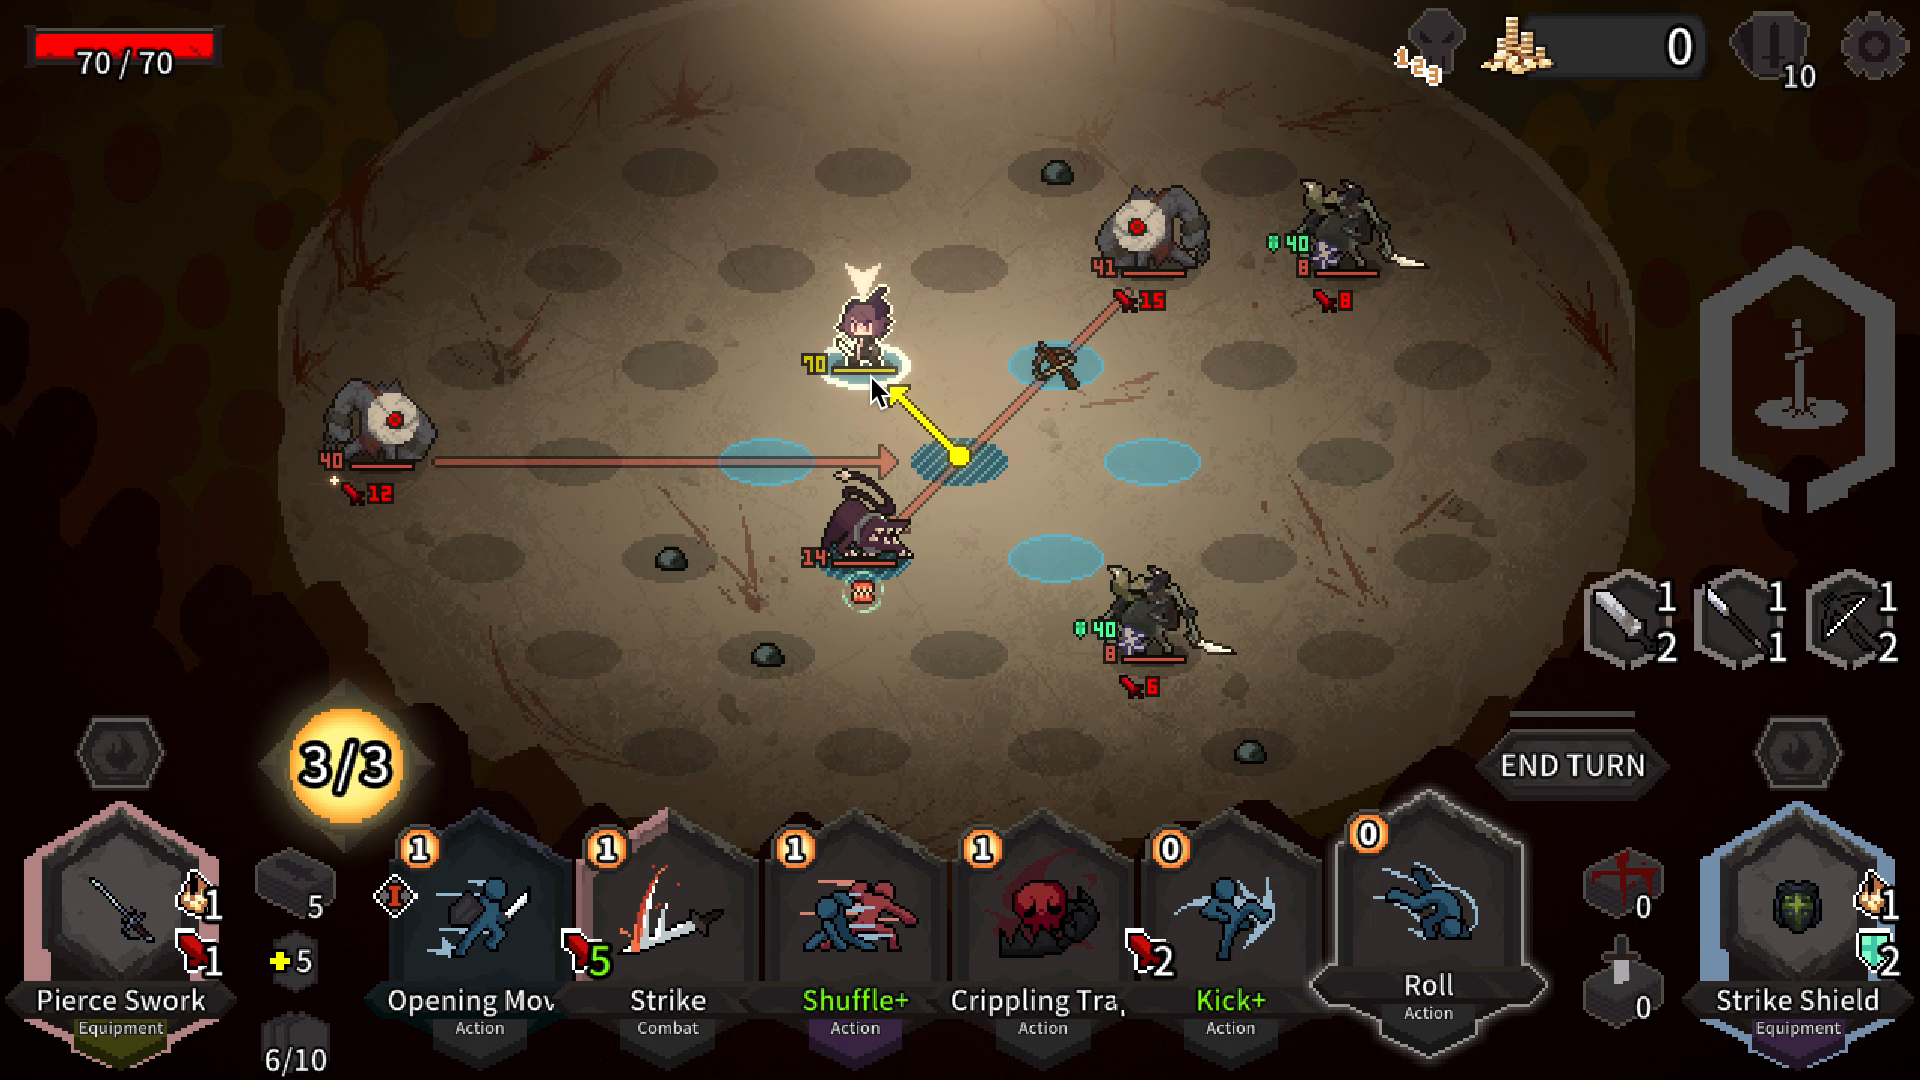 70 / 70
123
0
10
41
15
40
8
8
70
40
12
14
40
8
6
1
2
1
1
1
2
3/3
END TURN
1
1
1
1
0
0
1
1
5
I
5
2
0
1
2
+5
0
Pierce Swork
Equipment
Opening Mov
Action
Strike
Combat
Shuffle+
Action
Crippling Tra
Action
Kick+
Action
Roll
Action
Strike Shield
Equipment
6/10